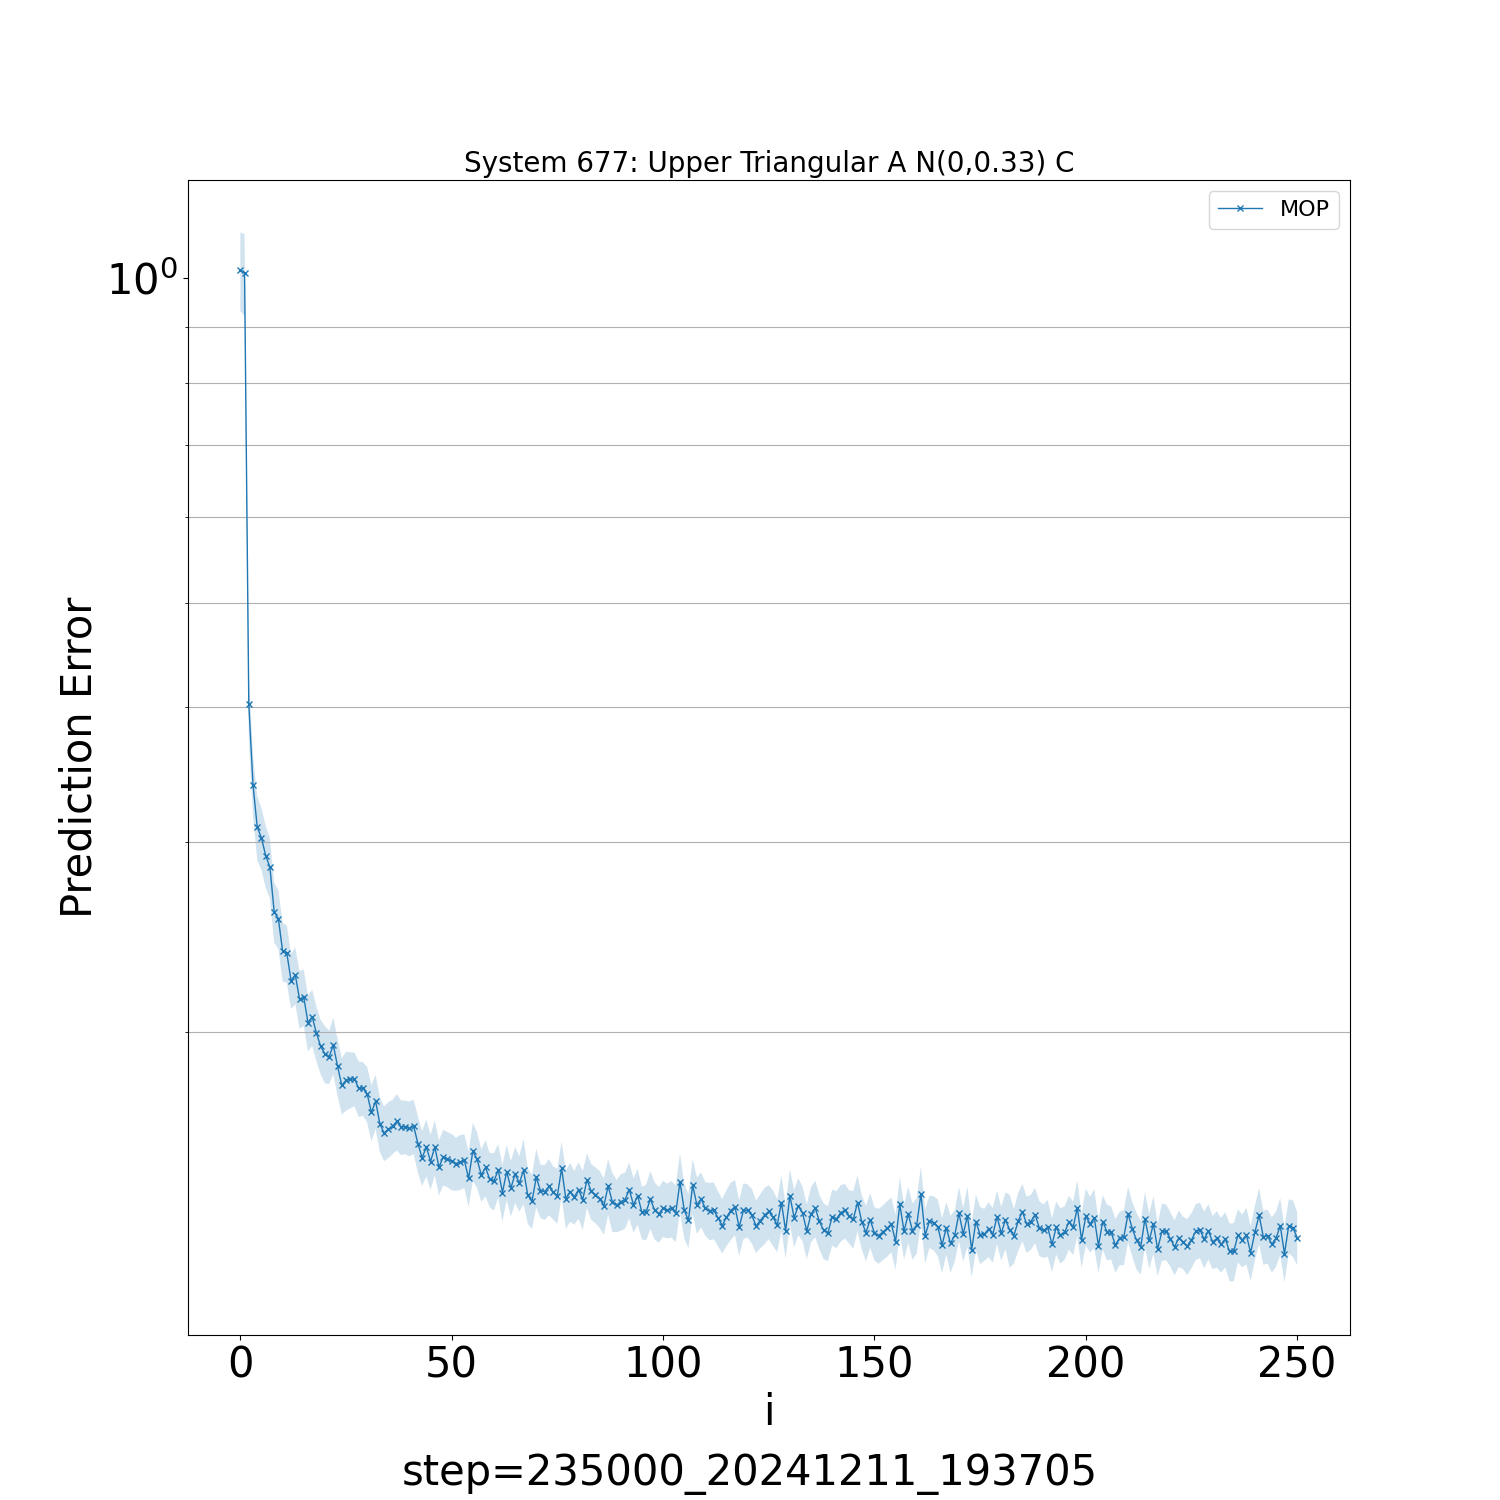 System 677: Upper Triangular A N(0,0.33) C
MOP
10⁰
Prediction Error
0 50 100 150 200 250
i
step=235000_20241211_193705